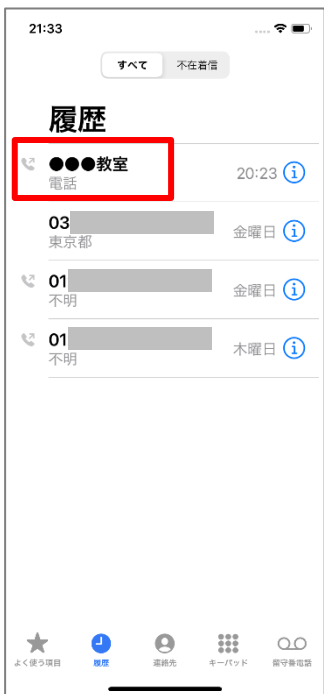 21:33
すべて 不在着信
履歴
●●●教室
電話 20:23
03
東京都 金曜日
01
不明 金曜日
01
不明 木曜日
よく使う項目 履歴 連絡先 キーパッド 留守番電話